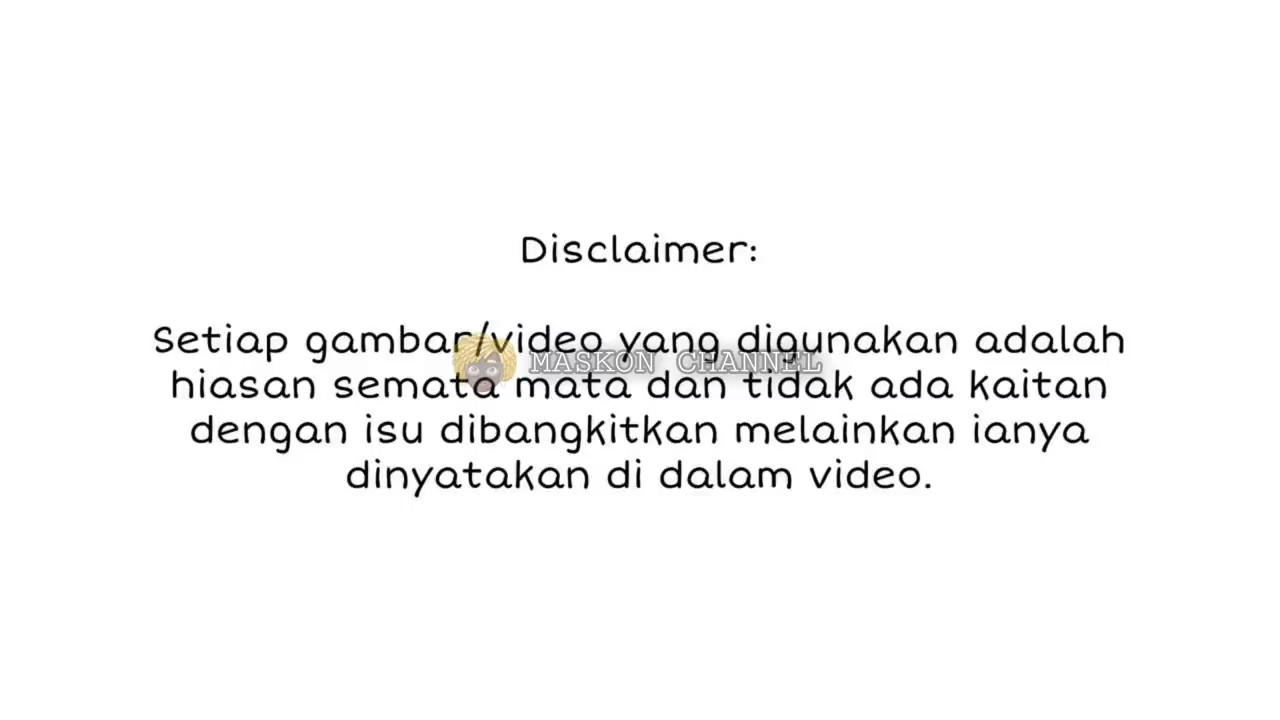 Disclaimer:
Setiap gambar/video yang digunakan adalah
MASKON CHANNEL
hiasan semata mata dan tidak ada kaitan
dengan isu dibangkitkan melainkan ianya
dinyatakan di dalam video.